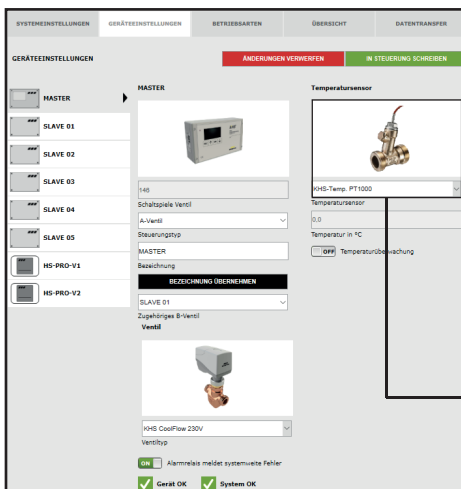 SYSTEMEINSTELLUNGEN
GERÄTEEINSTELLUNGEN
BETRIEBSARTEN
ÜBERSICHT
DATENTRANSFER
GERÄTEEINSTELLUNGEN
ÄNDERUNGEN VERWERFEN
IN STEUERUNG SCHREIBEN
MASTER
SLAVE 01
SLAVE 02
SLAVE 03
SLAVE 04
SLAVE 05
HS-PRO-V1
HS-PRO-V2
MASTER
146
Schaltspiele Ventil
A-Ventil
Steuerungstyp
MASTER
Bezeichnung
BEZEICHNUNG ÜBERNEHMEN
SLAVE 01
Zugehöriges B-Ventil
Ventil
KHS CoolFlow 230V
Ventiltyp
ON Alarmrelais meldet systemweite Fehler
Gerät OK
System OK
Temperatursensor
KHS-Temp. PT1000
Temperatursensor
0,0
Temperatur in °C
OFF Temperaturüberwachung